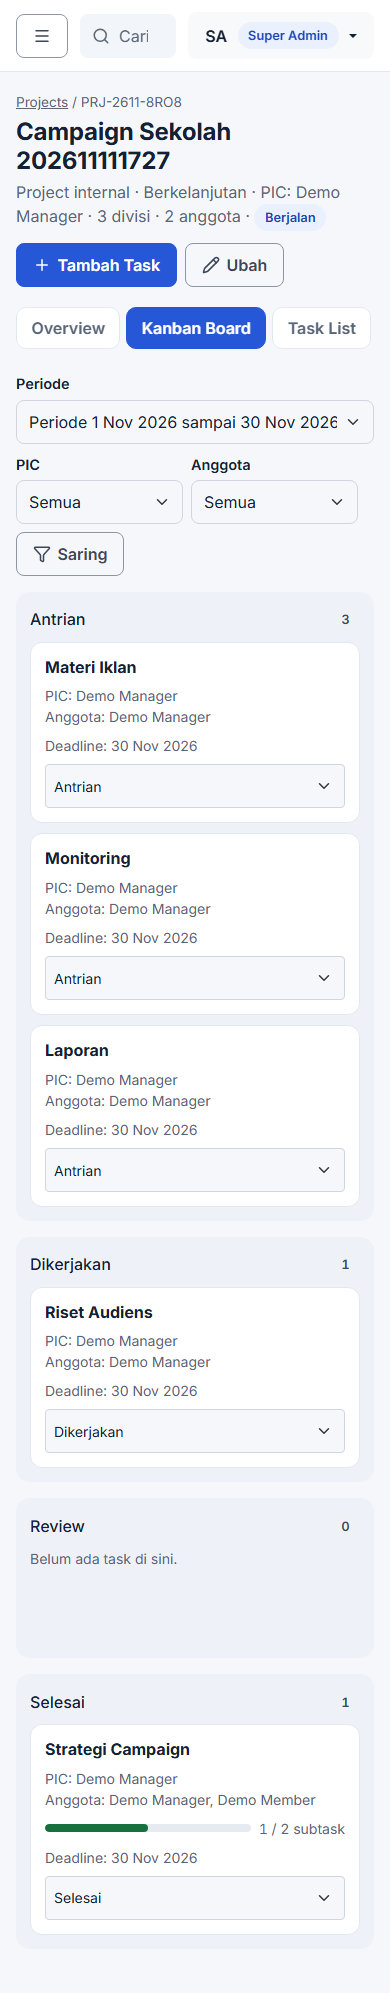 Cari
SA Super Admin
Projects / PRJ-2611-8RO8
Campaign Sekolah
202611111727
Project internal · Berkelanjutan · PIC: Demo
Manager · 3 divisi · 2 anggota · Berjalan
Tambah Task Ubah
Overview Kanban Board Task List
Periode
Periode 1 Nov 2026 sampai 30 Nov 2026
PIC Anggota
Semua Semua
Saring
Antrian 3
Materi Iklan
PIC: Demo Manager
Anggota: Demo Manager
Deadline: 30 Nov 2026
Antrian
Monitoring
PIC: Demo Manager
Anggota: Demo Manager
Deadline: 30 Nov 2026
Antrian
Laporan
PIC: Demo Manager
Anggota: Demo Manager
Deadline: 30 Nov 2026
Antrian
Dikerjakan 1
Riset Audiens
PIC: Demo Manager
Anggota: Demo Manager
Deadline: 30 Nov 2026
Dikerjakan
Review 0
Belum ada task di sini.
Selesai 1
Strategi Campaign
PIC: Demo Manager
Anggota: Demo Manager, Demo Member
1 / 2 subtask
Deadline: 30 Nov 2026
Selesai